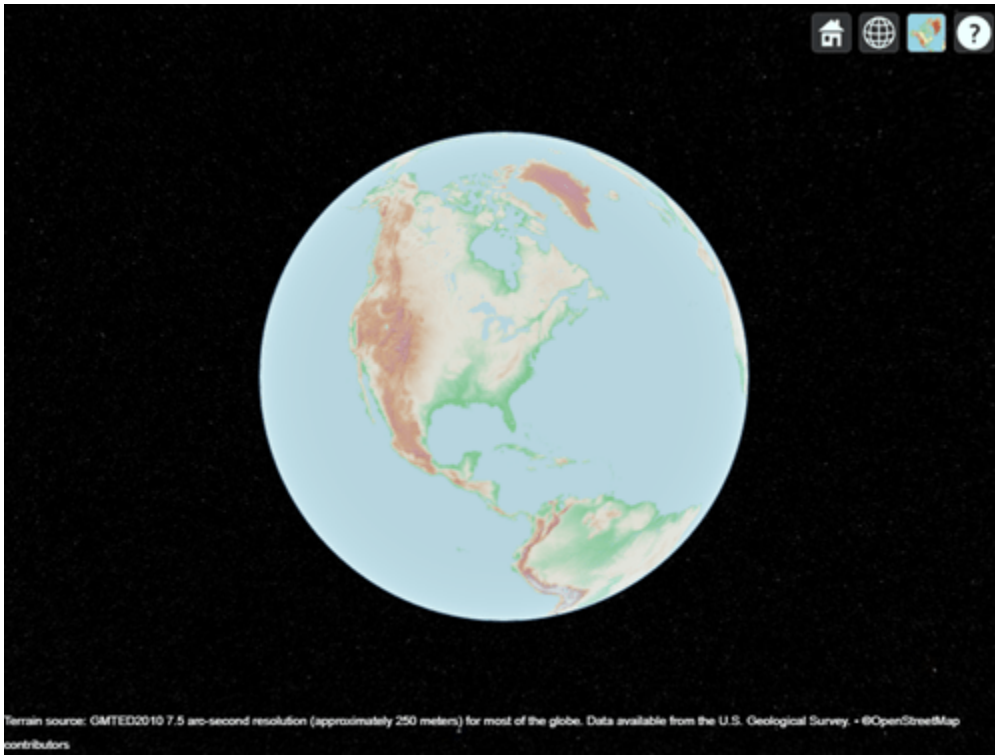 ?
Terrain source: GMTED2010 7.5 arc-second resolution (approximately 250 meters) for most of the globe. Data available from the U.S. Geological Survey. • ©OpenStreetMap
contributors